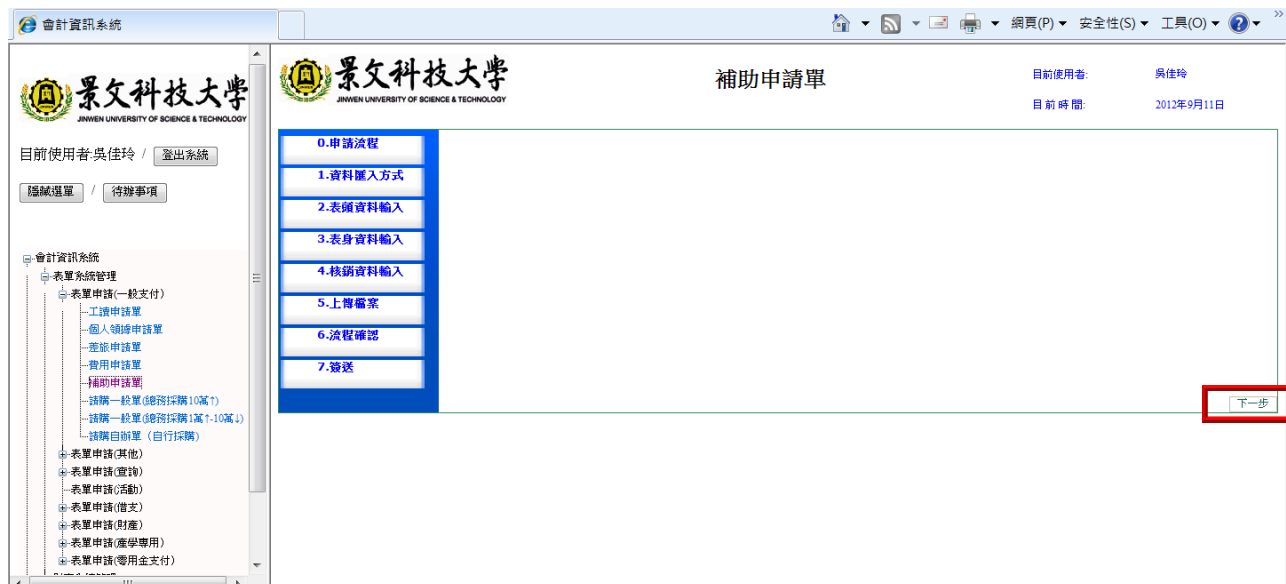 會計資訊系統
網頁(P) 安全性(S) 工具(O)
景文科技大學
JINWEN UNIVERSITY OF SCIENCE & TECHNOLOGY
目前使用者:吳佳玲 / 登出系統
隱藏選單 / 待辦事項
會計資訊系統
表單系統管理
表單申請(一般支付)
工讀申請單
個人領據申請單
差旅申請單
費用申請單
補助申請單
請購一般單(總務採購10萬↑)
請購一般單(總務採購1萬↑-10萬↓)
請購自辦單（自行採購）
表單申請(其他)
表單申請(查詢)
表單申請(活動)
表單申請(借支)
表單申請(財產)
表單申請(產學專用)
表單申請(零用金支付)
景文科技大學
JINWEN UNIVERSITY OF SCIENCE & TECHNOLOGY
補助申請單
目前使用者: 吳佳玲
目前時間: 2012年9月11日
0.申請流程
1.資料匯入方式
2.表頭資料輸入
3.表身資料輸入
4.核銷資料輸入
5.上傳檔案
6.流程確認
7.簽送
下一步